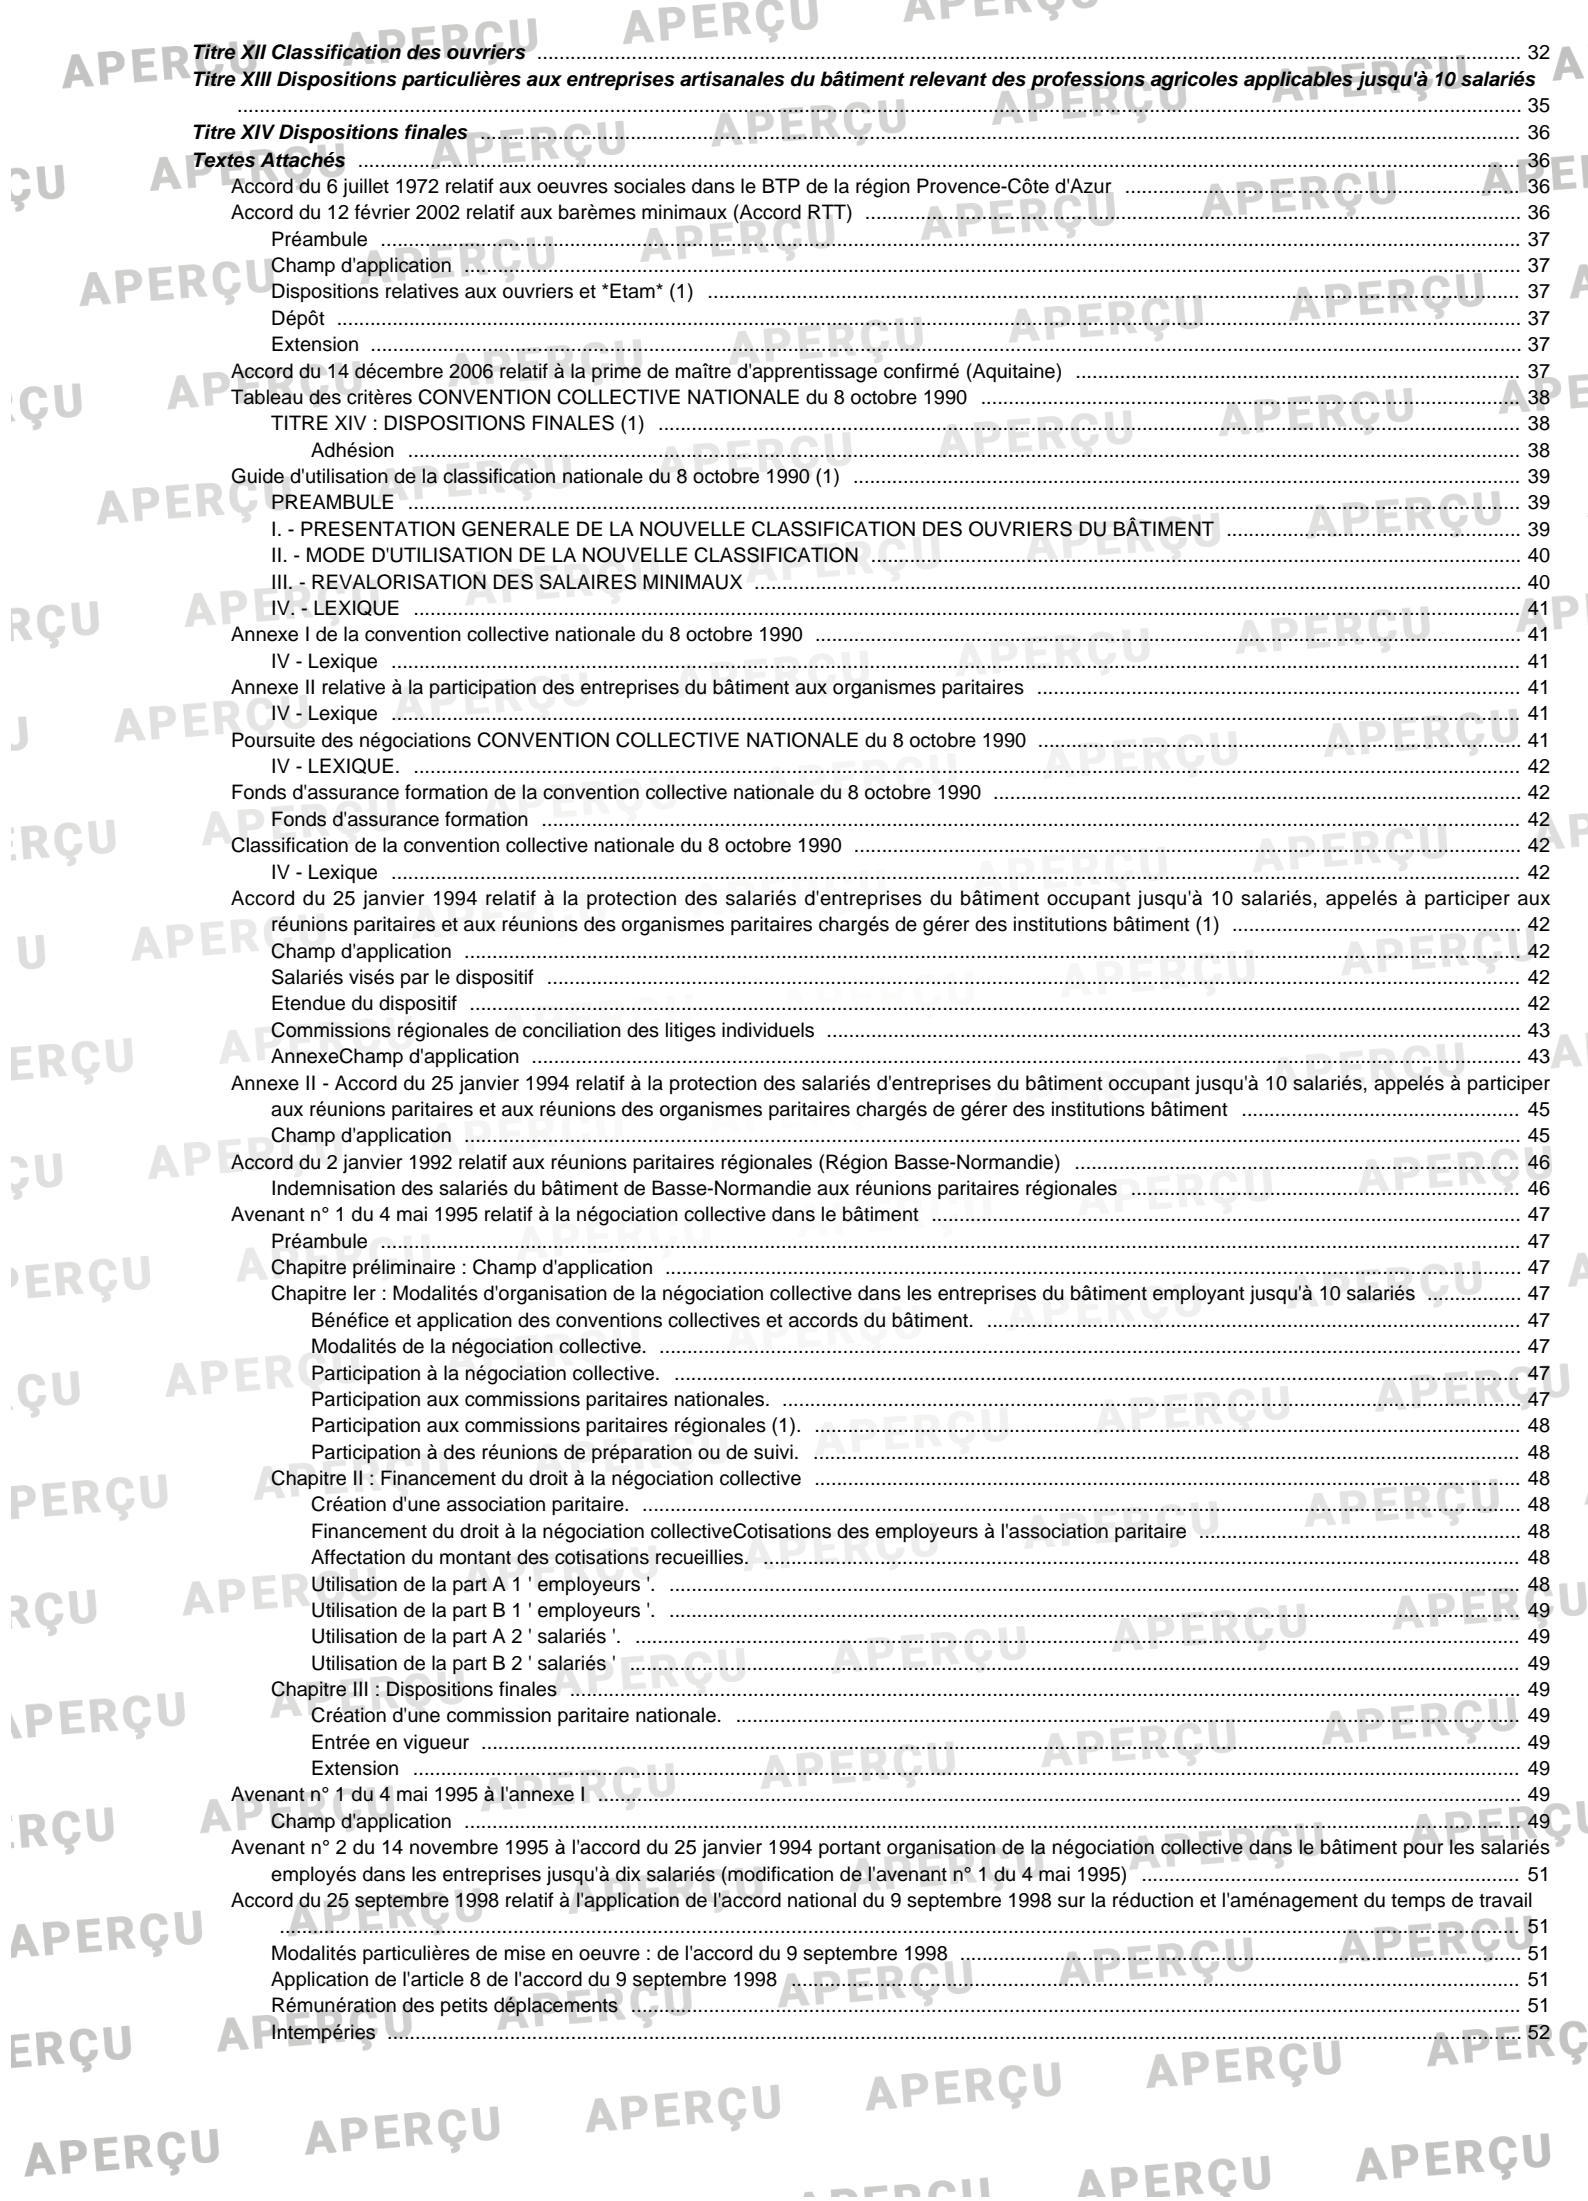 Titre XII Classification des ouvriers ..... 32
Titre XIII Dispositions particulières aux entreprises artisanales du bâtiment relevant des professions agricoles applicables jusqu'à 10 salariés
..... 35
Titre XIV Dispositions finales ..... 36
Textes Attachés ..... 36
Accord du 6 juillet 1972 relatif aux oeuvres sociales dans le BTP de la région Provence-Côte d'Azur ..... 36
Accord du 12 février 2002 relatif aux barèmes minimaux (Accord RTT) ..... 36
Préambule ..... 37
Champ d'application ..... 37
Dispositions relatives aux ouvriers et *Etam* (1) ..... 37
Dépôt ..... 37
Extension ..... 37
Accord du 14 décembre 2006 relatif à la prime de maître d'apprentissage confirmé (Aquitaine) ..... 37
Tableau des critères CONVENTION COLLECTIVE NATIONALE du 8 octobre 1990 ..... 38
TITRE XIV : DISPOSITIONS FINALES (1) ..... 38
Adhésion ..... 38
Guide d'utilisation de la classification nationale du 8 octobre 1990 (1) ..... 39
PREAMBULE ..... 39
I. - PRESENTATION GENERALE DE LA NOUVELLE CLASSIFICATION DES OUVRIERS DU BÂTIMENT ..... 39
II. - MODE D'UTILISATION DE LA NOUVELLE CLASSIFICATION ..... 40
III. - REVALORISATION DES SALAIRES MINIMAUX ..... 40
IV. - LEXIQUE ..... 41
Annexe I de la convention collective nationale du 8 octobre 1990 ..... 41
IV - Lexique ..... 41
Annexe II relative à la participation des entreprises du bâtiment aux organismes paritaires ..... 41
IV - Lexique ..... 41
Poursuite des négociations CONVENTION COLLECTIVE NATIONALE du 8 octobre 1990 ..... 41
IV - LEXIQUE. ..... 42
Fonds d'assurance formation de la convention collective nationale du 8 octobre 1990 ..... 42
Fonds d'assurance formation ..... 42
Classification de la convention collective nationale du 8 octobre 1990 ..... 42
IV - Lexique ..... 42
Accord du 25 janvier 1994 relatif à la protection des salariés d'entreprises du bâtiment occupant jusqu'à 10 salariés, appelés à participer aux
réunions paritaires et aux réunions des organismes paritaires chargés de gérer des institutions bâtiment (1) ..... 42
Champ d'application ..... 42
Salariés visés par le dispositif ..... 42
Etendue du dispositif ..... 42
Commissions régionales de conciliation des litiges individuels ..... 43
AnnexeChamp d'application ..... 43
Annexe II - Accord du 25 janvier 1994 relatif à la protection des salariés d'entreprises du bâtiment occupant jusqu'à 10 salariés, appelés à participer
aux réunions paritaires et aux réunions des organismes paritaires chargés de gérer des institutions bâtiment ..... 45
Champ d'application ..... 45
Accord du 2 janvier 1992 relatif aux réunions paritaires régionales (Région Basse-Normandie) ..... 46
Indemnisation des salariés du bâtiment de Basse-Normandie aux réunions paritaires régionales ..... 46
Avenant n° 1 du 4 mai 1995 relatif à la négociation collective dans le bâtiment ..... 47
Préambule ..... 47
Chapitre préliminaire : Champ d'application ..... 47
Chapitre Ier : Modalités d'organisation de la négociation collective dans les entreprises du bâtiment employant jusqu'à 10 salariés ..... 47
Bénéfice et application des conventions collectives et accords du bâtiment. ..... 47
Modalités de la négociation collective. ..... 47
Participation à la négociation collective. ..... 47
Participation aux commissions paritaires nationales. ..... 47
Participation aux commissions paritaires régionales (1). ..... 48
Participation à des réunions de préparation ou de suivi. ..... 48
Chapitre II : Financement du droit à la négociation collective ..... 48
Création d'une association paritaire. ..... 48
Financement du droit à la négociation collectiveCotisations des employeurs à l'association paritaire ..... 48
Affectation du montant des cotisations recueillies. ..... 48
Utilisation de la part A 1 ' employeurs '. ..... 48
Utilisation de la part B 1 ' employeurs '. ..... 49
Utilisation de la part A 2 ' salariés '. ..... 49
Utilisation de la part B 2 ' salariés ' ..... 49
Chapitre III : Dispositions finales ..... 49
Création d'une commission paritaire nationale. ..... 49
Entrée en vigueur ..... 49
Extension ..... 49
Avenant n° 1 du 4 mai 1995 à l'annexe I ..... 49
Champ d'application ..... 49
Avenant n° 2 du 14 novembre 1995 à l'accord du 25 janvier 1994 portant organisation de la négociation collective dans le bâtiment pour les salariés
employés dans les entreprises jusqu'à dix salariés (modification de l'avenant n° 1 du 4 mai 1995) ..... 51
Accord du 25 septembre 1998 relatif à l'application de l'accord national du 9 septembre 1998 sur la réduction et l'aménagement du temps de travail
..... 51
Modalités particulières de mise en oeuvre : de l'accord du 9 septembre 1998 ..... 51
Application de l'article 8 de l'accord du 9 septembre 1998 ..... 51
Rémunération des petits déplacements ..... 51
Intempéries ..... 52
APERÇU